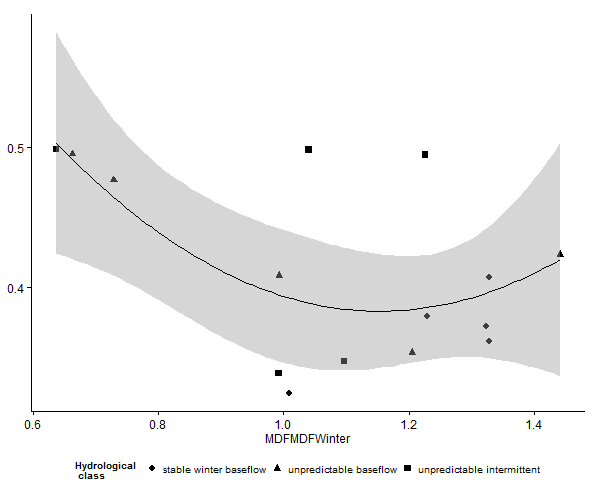 0.5
0.4
0.6 0.8 1.0 1.2 1.4
MDFMDFWinter
Hydrological
class
stable winter baseflow unpredictable baseflow unpredictable intermittent